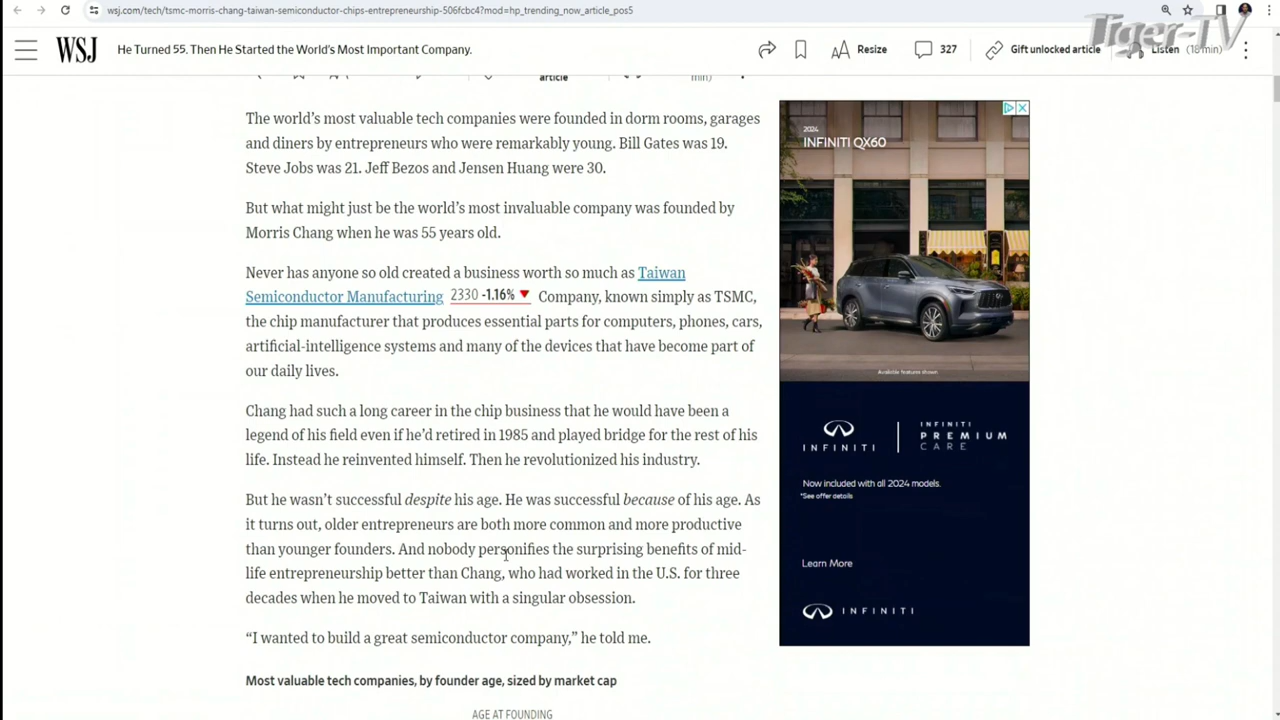 wsj.com/tech/tsmc-morris-chang-taiwan-semiconductor-chips-entrepreneurship-506fcbc4?mod=hp_trending_now_article_pos5
Tiger-TV
WSJ
He Turned 55. Then He Started the World's Most Important Company.
Resize
327
Gift unlocked article
Listen (18 min)
article
min)
The world's most valuable tech companies were founded in dorm rooms, garages
and diners by entrepreneurs who were remarkably young. Bill Gates was 19.
Steve Jobs was 21. Jeff Bezos and Jensen Huang were 30.
But what might just be the world's most invaluable company was founded by
Morris Chang when he was 55 years old.
Never has anyone so old created a business worth so much as Taiwan
Semiconductor Manufacturing 2330 -1.16% ▼ Company, known simply as TSMC,
the chip manufacturer that produces essential parts for computers, phones, cars,
artificial-intelligence systems and many of the devices that have become part of
our daily lives.
Chang had such a long career in the chip business that he would have been a
legend of his field even if he'd retired in 1985 and played bridge for the rest of his
life. Instead he reinvented himself. Then he revolutionized his industry.
But he wasn't successful despite his age. He was successful because of his age. As
it turns out, older entrepreneurs are both more common and more productive
than younger founders. And nobody personifies the surprising benefits of mid-
life entrepreneurship better than Chang, who had worked in the U.S. for three
decades when he moved to Taiwan with a singular obsession.
“I wanted to build a great semiconductor company,” he told me.
Most valuable tech companies, by founder age, sized by market cap
AGE AT FOUNDING
2024
INFINITI QX60
Available features shown.
INFINITI
INFINITI
PREMIUM
CARE
Now included with all 2024 models.
*See offer details
Learn More
INFINITI